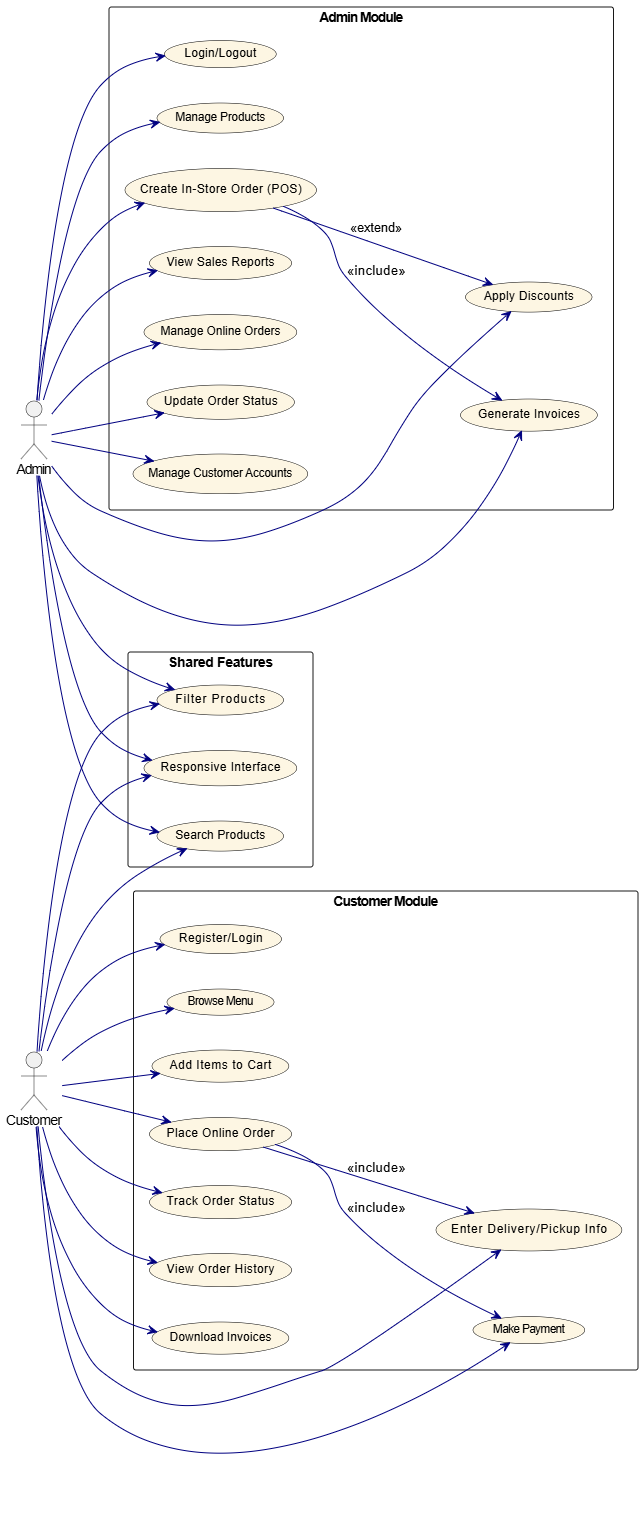 Admin Module
Login/Logout
Manage Products
Create In-Store Order (POS)
«extend»
View Sales Reports
«include»
Apply Discounts
Manage Online Orders
Update Order Status
Generate Invoices
Admin
Manage Customer Accounts
Shared Features
Filter Products
Responsive Interface
Search Products
Customer Module
Register/Login
Browse Menu
Add Items to Cart
Customer
Place Online Order
«include»
Track Order Status
«include»
Enter Delivery/Pickup Info
View Order History
Make Payment
Download Invoices